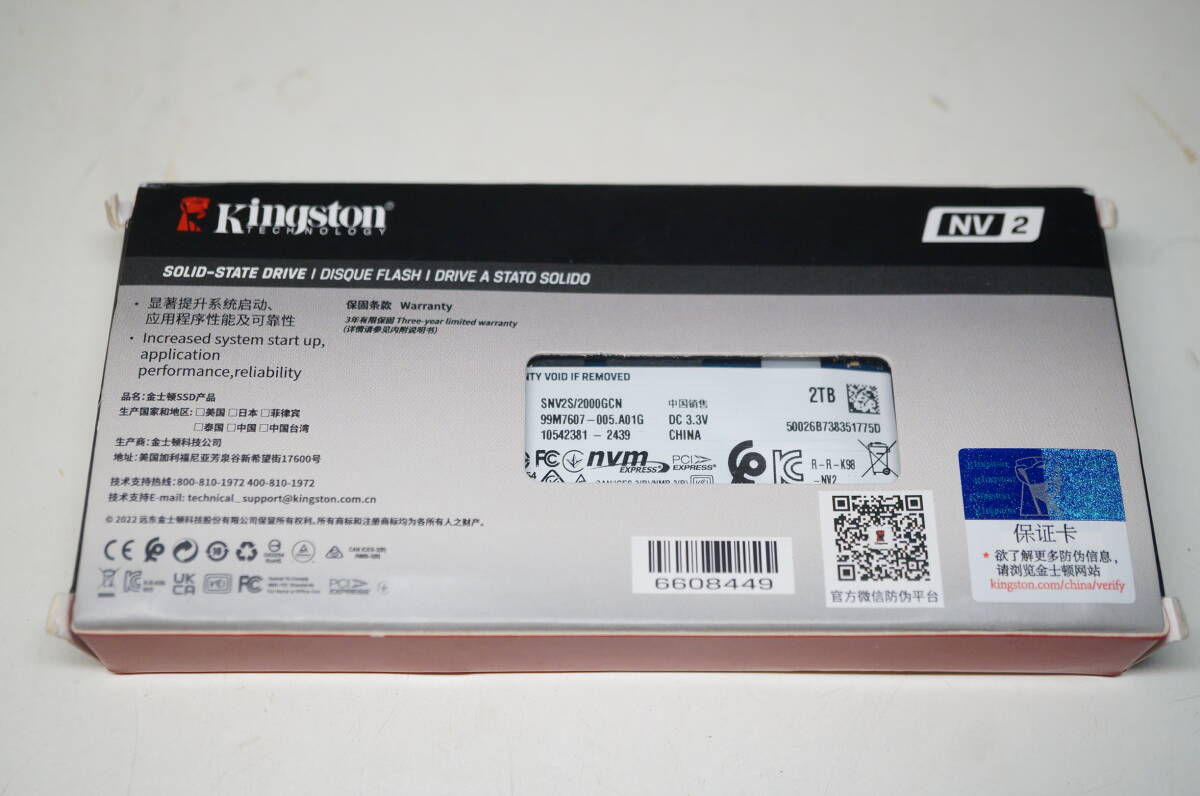 Kingston®
TECHNOLOGY
NV 2
SOLID-STATE DRIVE | DISQUE FLASH | DRIVE A STATO SOLIDO
· 显著提升系统启动、
应用程序性能及可靠性
· Increased system start up,
application
performance,reliability
保固条款 Warranty
3年有限保固 Three-year limited warranty
(详情请参见内附说明书)
品名:金士顿SSD产品
生产国家和地区: □美国 □日本 □菲律宾
□泰国 □中国 □中国台湾
生产商: 金士顿科技公司
地址: 美国加利福尼亚芳泉谷新希望街17600号
技术支持热线: 800-810-1972 400-810-1972
技术支持E-mail: technical_support@kingston.com.cn
© 2022 远东金士顿科技股份有限公司保留所有权利。所有商标和注册商标均为各所有人之财产。
NTY VOID IF REMOVED
SNV2S/2000GCN
中国销售
2TB
99M7607-005.A01G
DC 3.3V
50026B738351775D
10542381 - 2439
CHINA
FC
nvm
EXPRESS
PCI
EXPRESS®
R-R-K98
-NV2
CE
UK
CA
FC
PCI
EXPRESS
6608449
官方微信防伪平台
Kingston
Kingston
Kingston
保证卡
* 欲了解更多防伪信息,
请浏览金士顿网站
kingston.com/china/verify